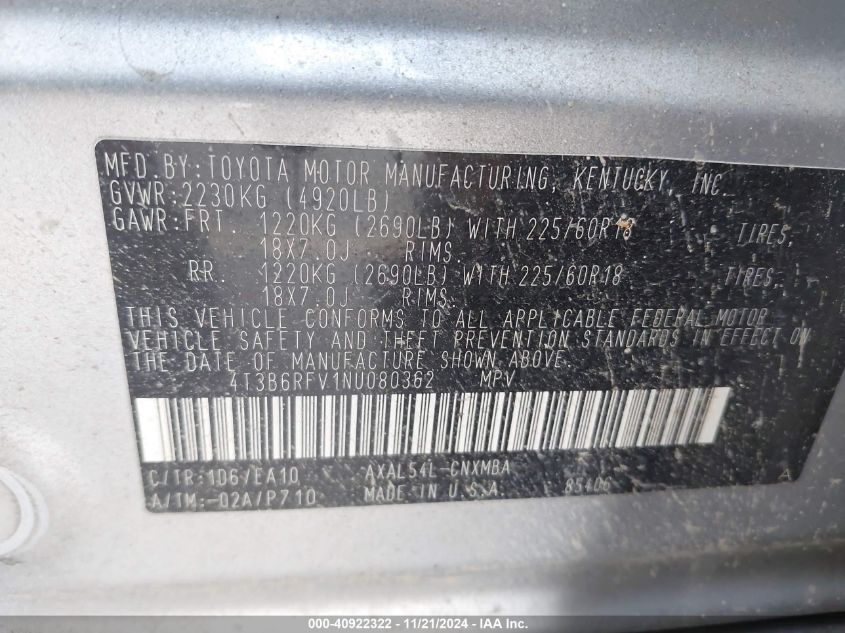 MFD. BY: TOYOTA MOTOR MANUFACTURING, KENTUCKY, INC.
GVWR: 2230KG (4920LB)
GAWR: FRT. 1220KG (2690LB) WITH 225/60R18 TIRES,
18X7.0J RIMS,
RR. 1220KG (2690LB) WITH 225/60R18 TIRES,
18X7.0J RIMS,
THIS VEHICLE CONFORMS TO ALL APPLICABLE FEDERAL MOTOR
VEHICLE SAFETY AND THEFT PREVENTION STANDARDS IN EFFECT ON
THE DATE OF MANUFACTURE SHOWN ABOVE.
4T3B6RFV1NU080362 MPV
C/TR: 1D6/EA10 AXAL54L-CNXMBA A
A/TM: -02A/P710 MADE IN U.S.A. 85406
000-40922322 — 11/21/2024 — IAA Inc.